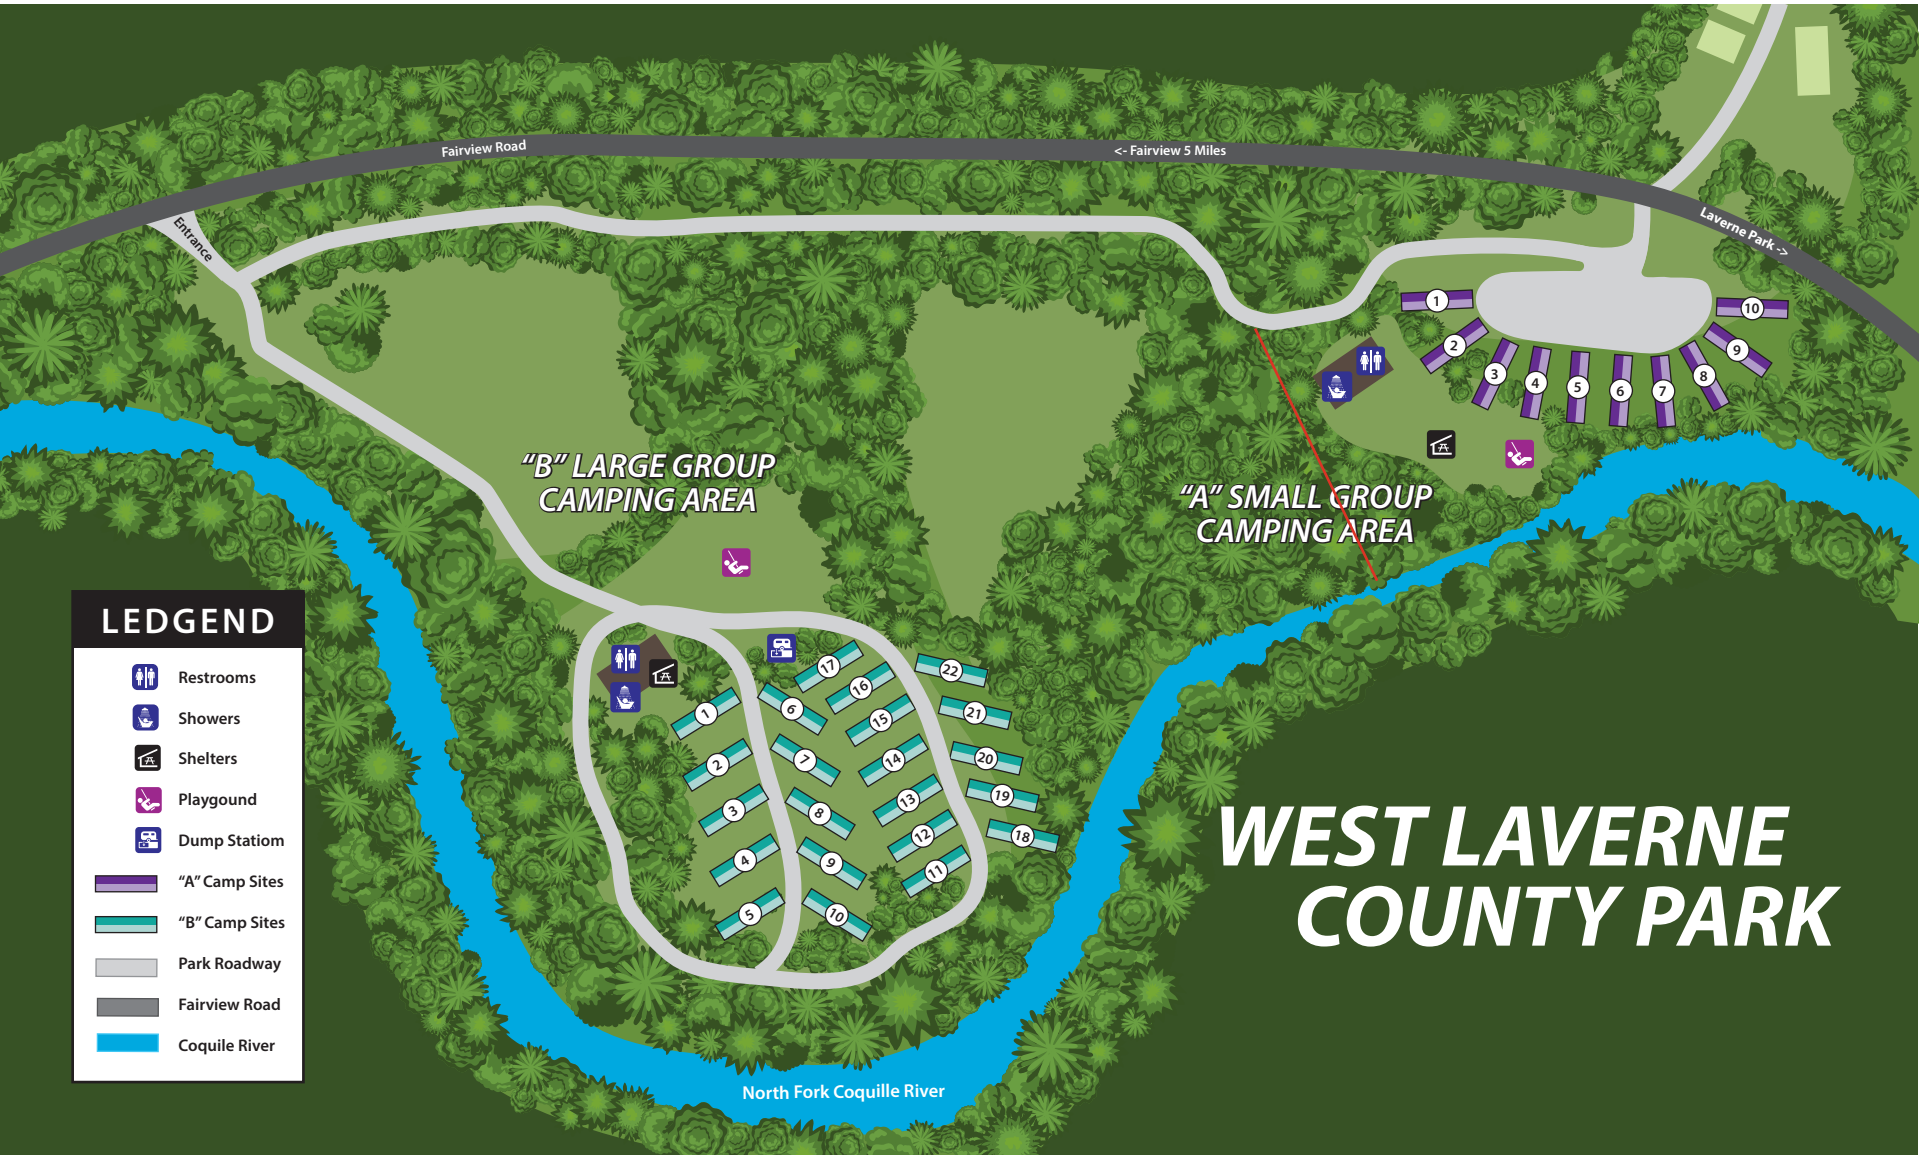 Fairview Road
<- Fairview 5 Miles
Laverne Park ->
Entrance
1
2
3
4
5
6
7
8
9
10
“B” LARGE GROUP
CAMPING AREA
“A” SMALL GROUP
CAMPING AREA
1
2
3
4
5
6
7
8
9
10
11
12
13
14
15
16
17
18
19
20
21
22
LEDGEND
Restrooms
Showers
Shelters
Playgound
Dump Statiom
“A” Camp Sites
“B” Camp Sites
Park Roadway
Fairview Road
Coquile River
WEST LAVERNE
COUNTY PARK
North Fork Coquille River